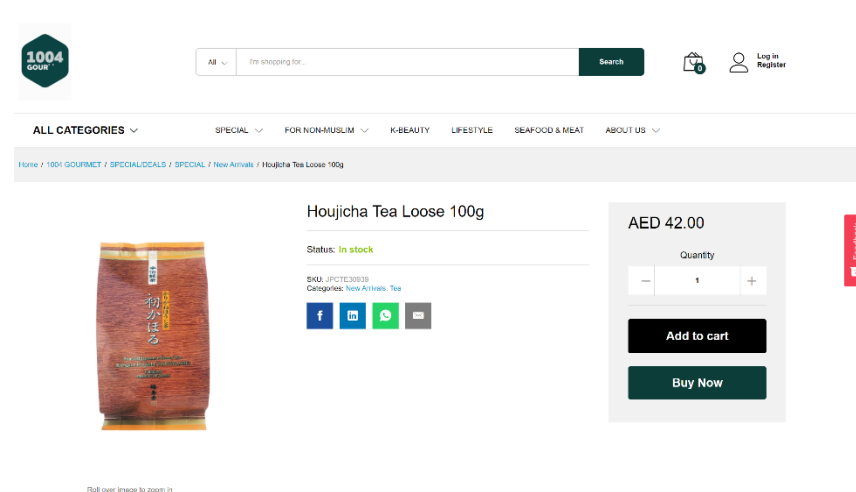 1004
GOUR
All
I'm shopping for...
Search
0
Log in
Register
ALL CATEGORIES
SPECIAL
FOR NON-MUSLIM
K-BEAUTY
LIFESTYLE
SEAFOOD & MEAT
ABOUT US
Home / 1004 GOURMET / SPECIAL/DEALS / SPECIAL / New Arrivals / Houjicha Tea Loose 100g
Houjicha Tea Loose 100g
Status: In stock
SKU: JPCTE30939
Categories: New Arrivals, Tea
AED 42.00
Quantity
− 1 +
Add to cart
Buy Now
初かほる
Roll over image to zoom in